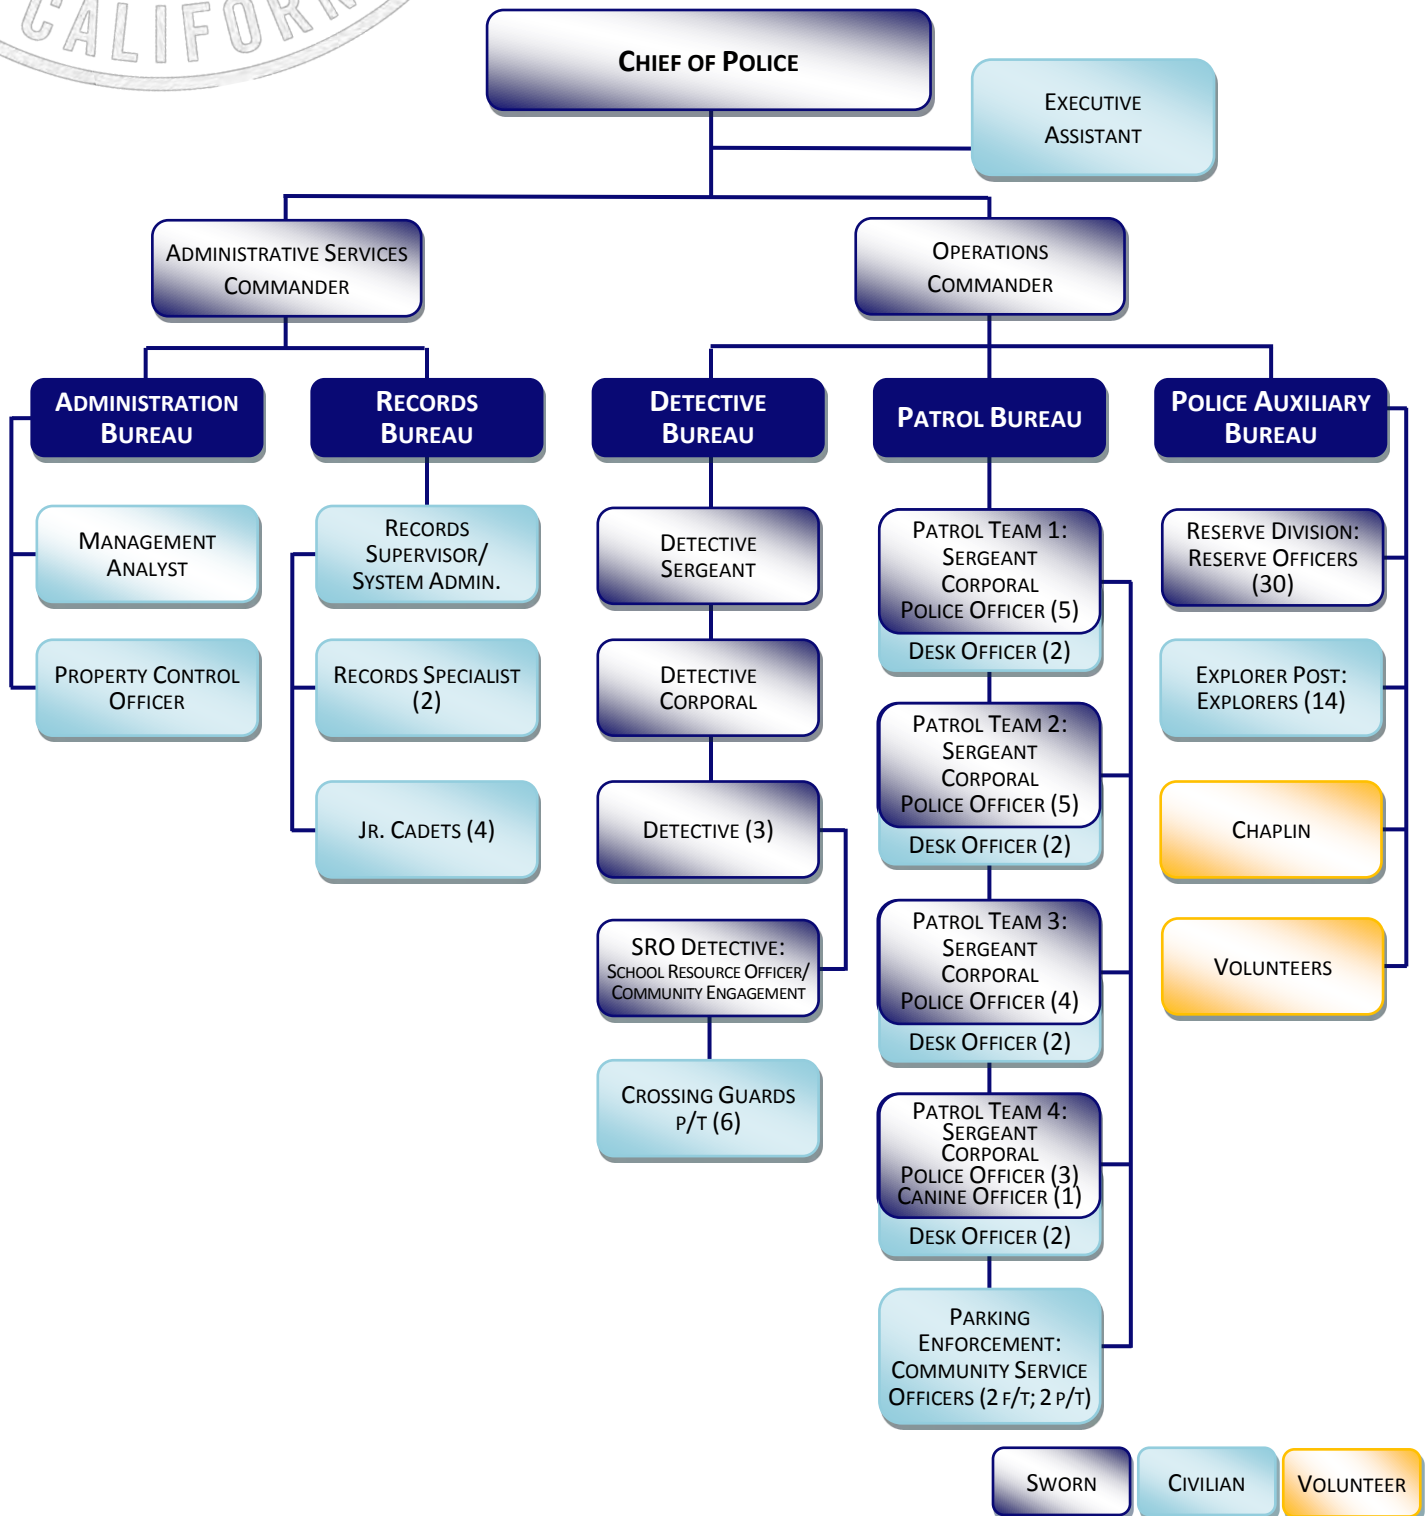 CALIFORN
CHIEF OF POLICE
EXECUTIVE
ASSISTANT
ADMINISTRATIVE SERVICES
COMMANDER
OPERATIONS
COMMANDER
ADMINISTRATION
BUREAU
RECORDS
BUREAU
DETECTIVE
BUREAU
PATROL BUREAU
POLICE AUXILIARY
BUREAU
MANAGEMENT
ANALYST
PROPERTY CONTROL
OFFICER
RECORDS
SUPERVISOR/
SYSTEM ADMIN.
RECORDS SPECIALIST
(2)
JR. CADETS (4)
DETECTIVE
SERGEANT
DETECTIVE
CORPORAL
DETECTIVE (3)
SRO DETECTIVE:
SCHOOL RESOURCE OFFICER/
COMMUNITY ENGAGEMENT
CROSSING GUARDS
P/T (6)
PATROL TEAM 1:
SERGEANT
CORPORAL
POLICE OFFICER (5)
DESK OFFICER (2)
PATROL TEAM 2:
SERGEANT
CORPORAL
POLICE OFFICER (5)
DESK OFFICER (2)
PATROL TEAM 3:
SERGEANT
CORPORAL
POLICE OFFICER (4)
DESK OFFICER (2)
PATROL TEAM 4:
SERGEANT
CORPORAL
POLICE OFFICER (3)
CANINE OFFICER (1)
DESK OFFICER (2)
PARKING
ENFORCEMENT:
COMMUNITY SERVICE
OFFICERS (2 F/T; 2 P/T)
RESERVE DIVISION:
RESERVE OFFICERS
(30)
EXPLORER POST:
EXPLORERS (14)
CHAPLIN
VOLUNTEERS
SWORN
CIVILIAN
VOLUNTEER